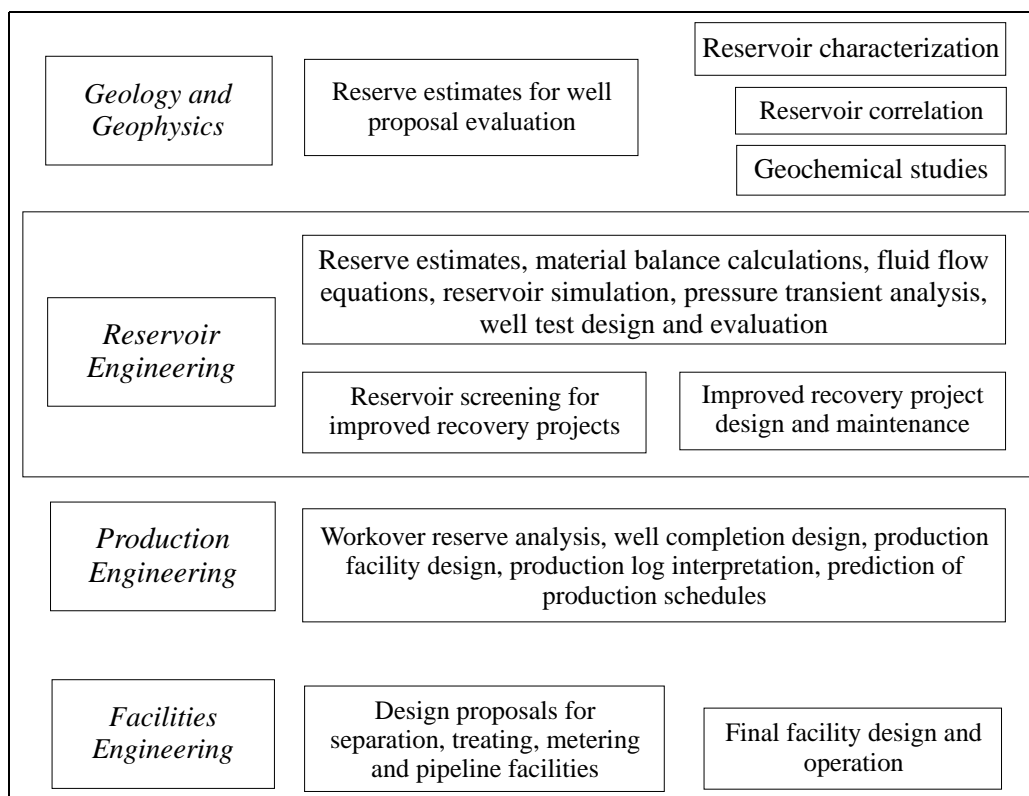 Geology and
Geophysics
Reserve estimates for well
proposal evaluation
Reservoir characterization
Reservoir correlation
Geochemical studies
Reservoir
Engineering
Reserve estimates, material balance calculations, fluid flow
equations, reservoir simulation, pressure transient analysis,
well test design and evaluation
Reservoir screening for
improved recovery projects
Improved recovery project
design and maintenance
Production
Engineering
Workover reserve analysis, well completion design, production
facility design, production log interpretation, prediction of
production schedules
Facilities
Engineering
Design proposals for
separation, treating, metering
and pipeline facilities
Final facility design and
operation